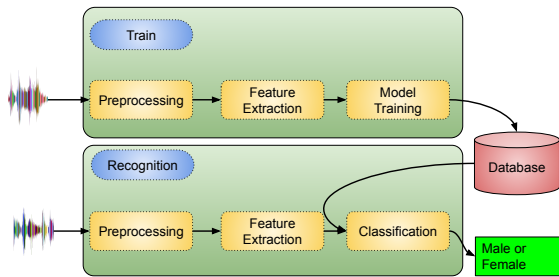 Train
Preprocessing
Feature
Extraction
Model
Training
Database
Recognition
Preprocessing
Feature
Extraction
Classification
Male or
Female